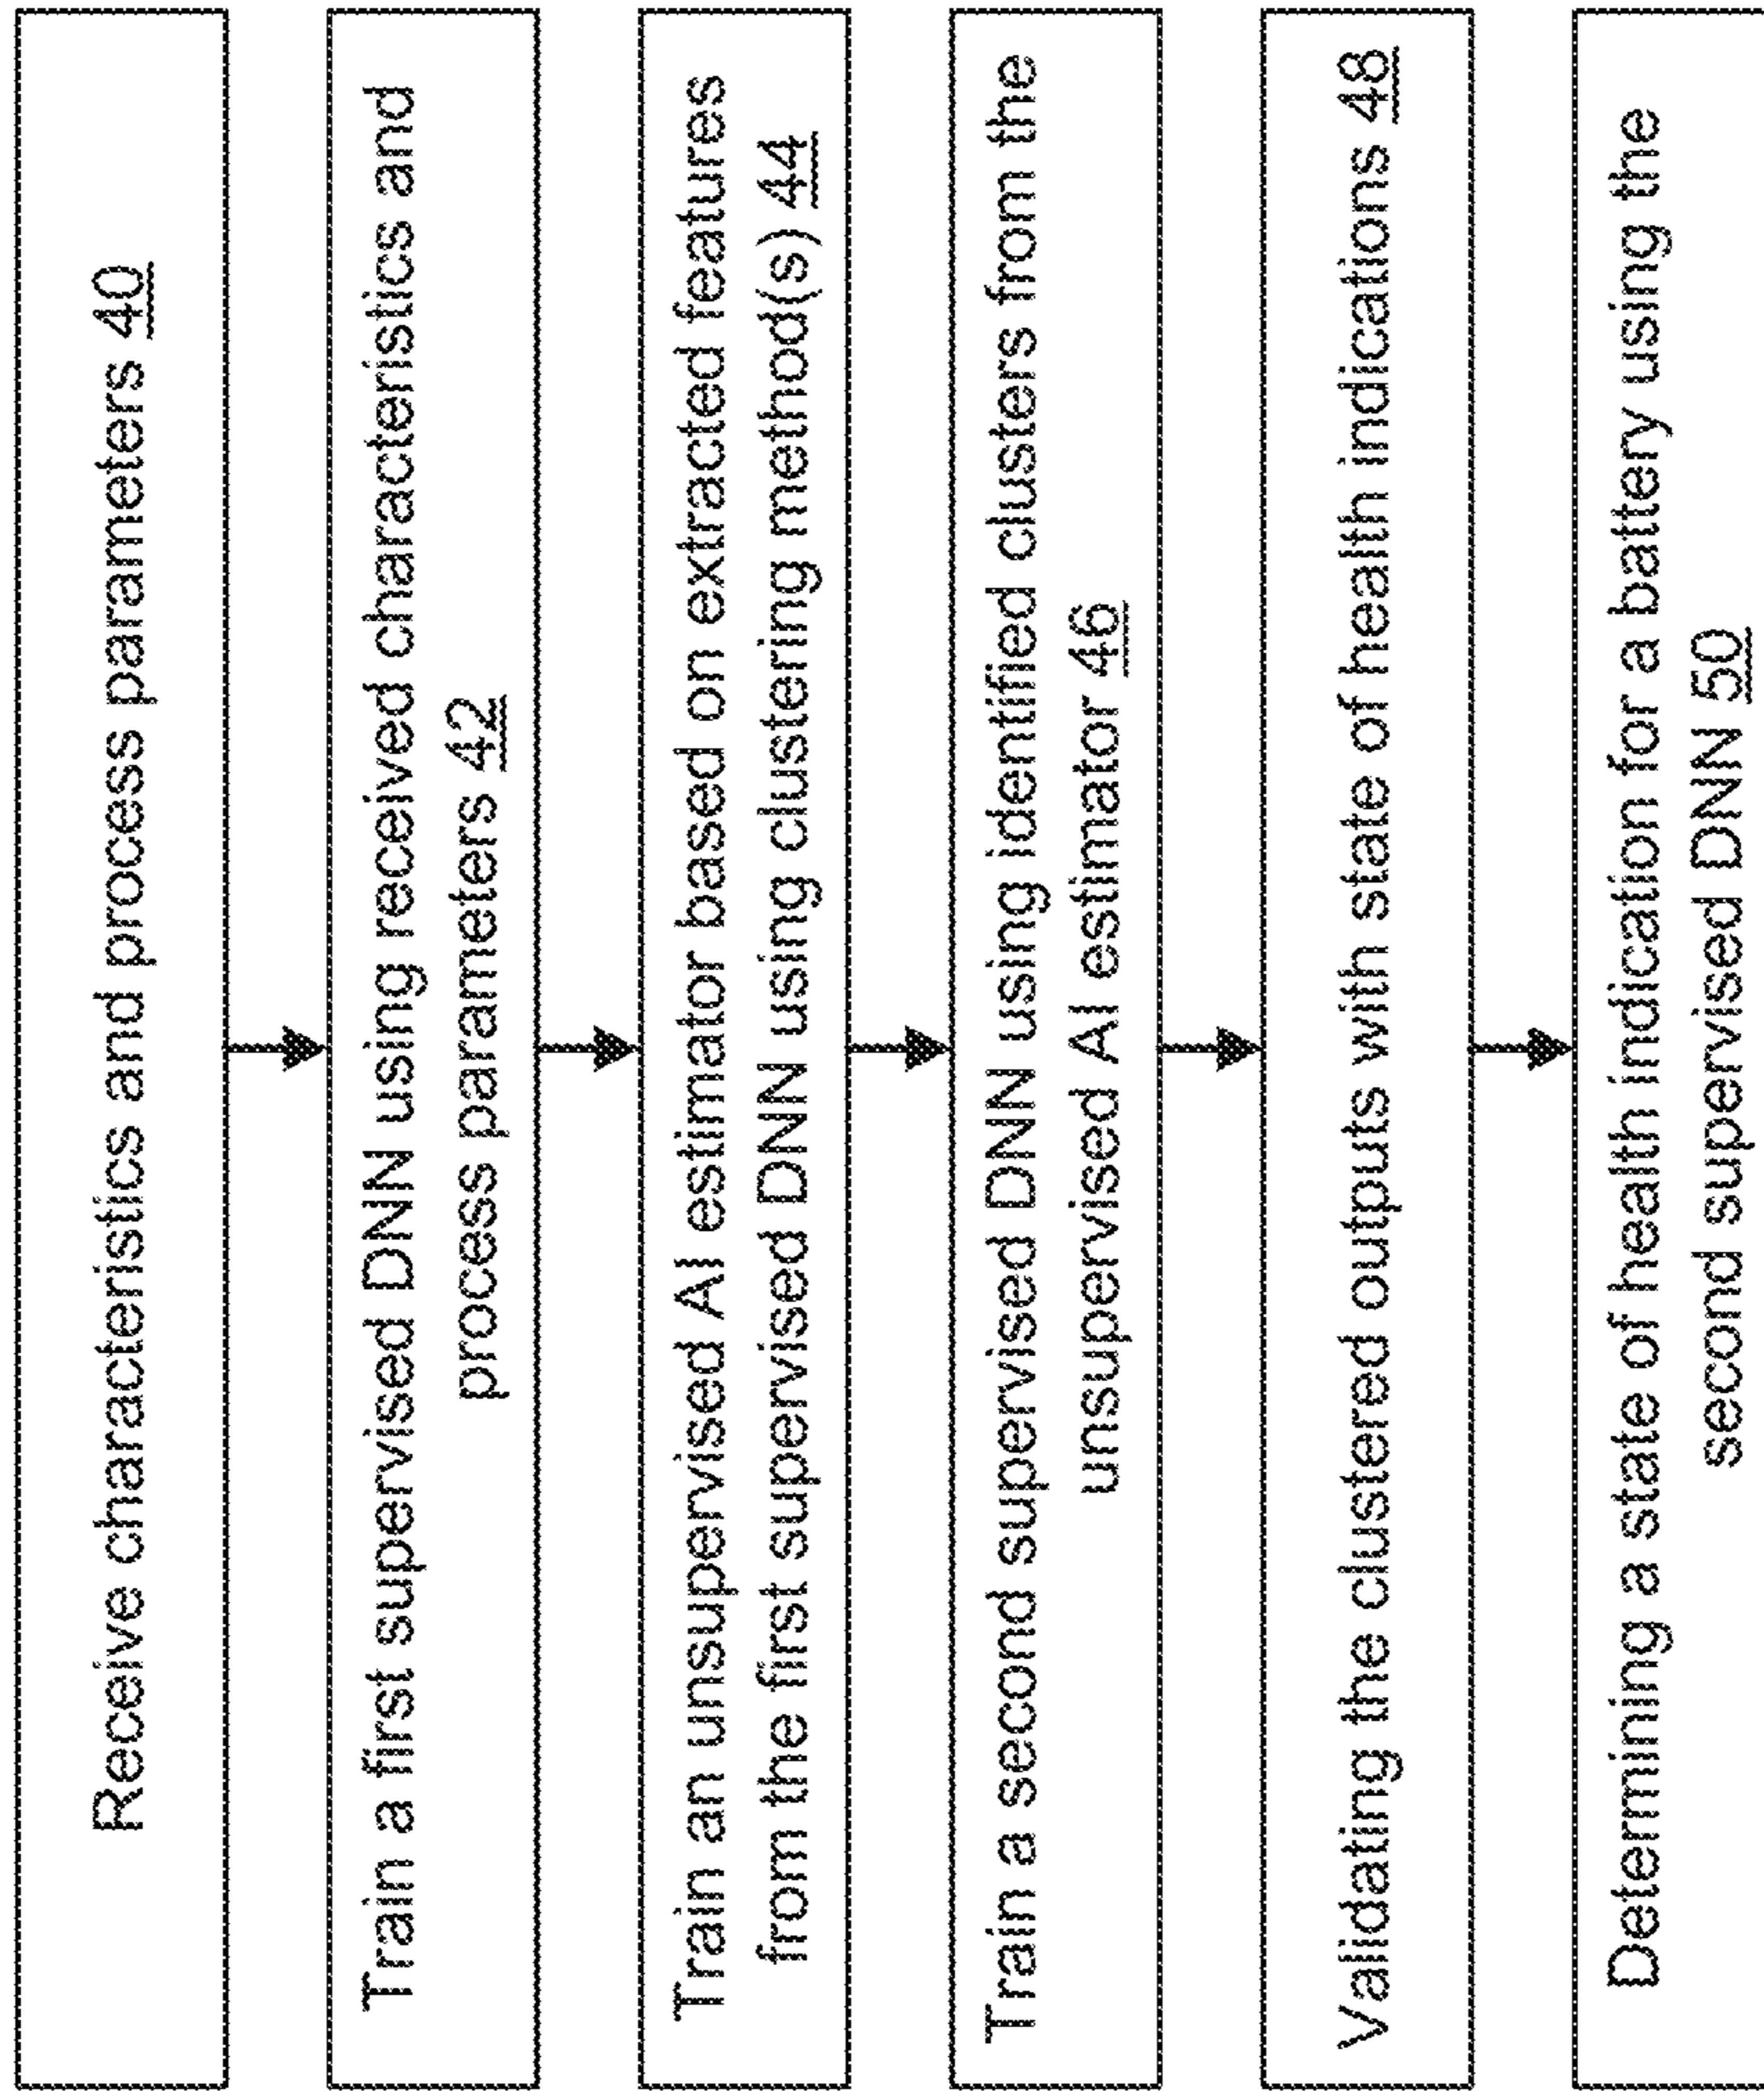 Receive characteristics and process parameters 40
Train a first supervised DNN using received characteristics and
process parameters 42
Train an unsupervised AI estimator based on extracted features
from the first supervised DNN using clustering method(s) 44
Train a second supervised DNN using identified clusters from the
unsupervised AI estimator 46
Validating the clustered outputs with state of health indications 48
Determining a state of health indication for a battery using the
second supervised DNN 50